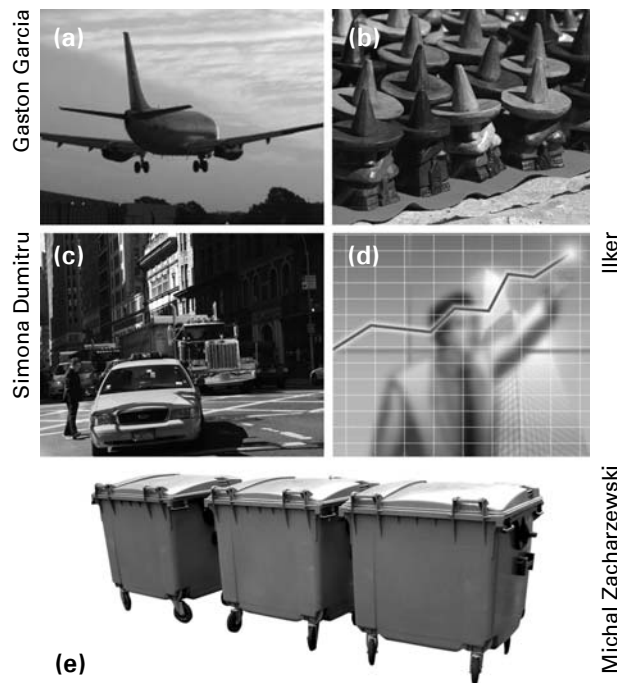 Gaston Garcia
(a)
(b)
Simona Dumitru
(c)
(d)
Ilker
(e)
Michal Zacharzewski